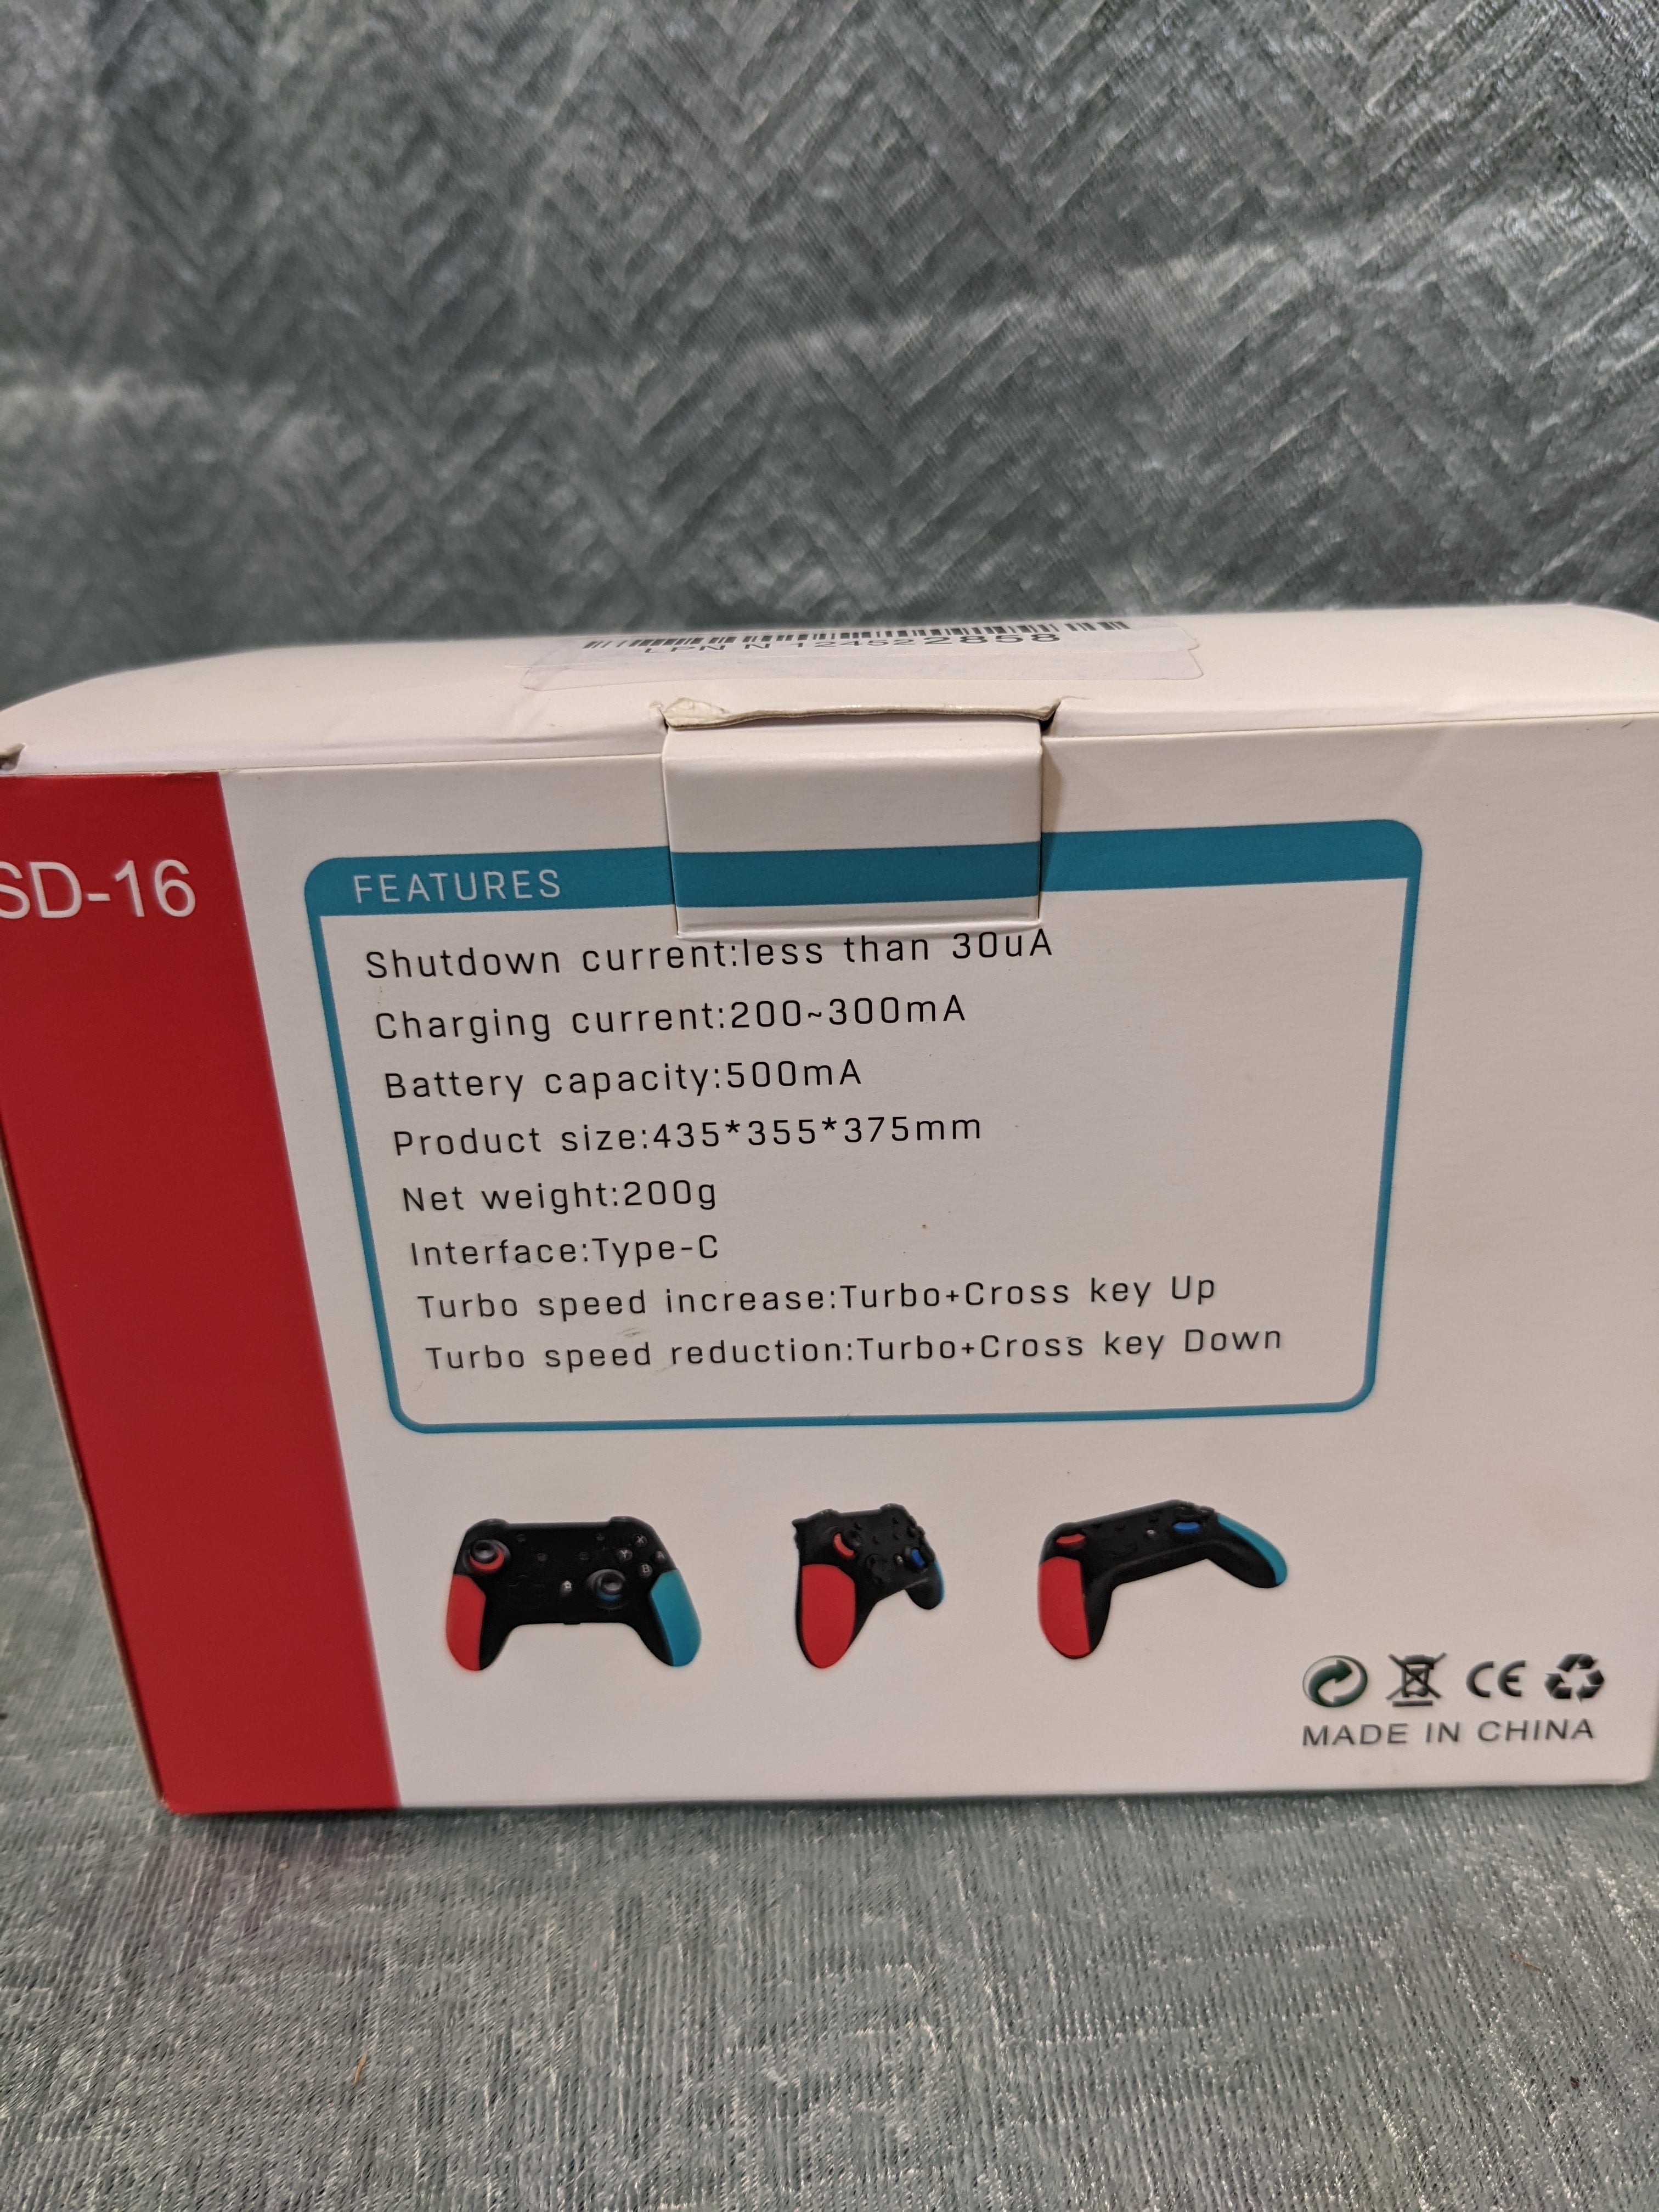 LPN N 124522858
SD-16
FEATURES
Shutdown current:less than 30uA
Charging current:200~300mA
Battery capacity:500mA
Product size:435*355*375mm
Net weight:200g
Interface:Type-C
Turbo speed increase:Turbo+Cross key Up
Turbo speed reduction:Turbo+Cross key Down
CE
MADE IN CHINA